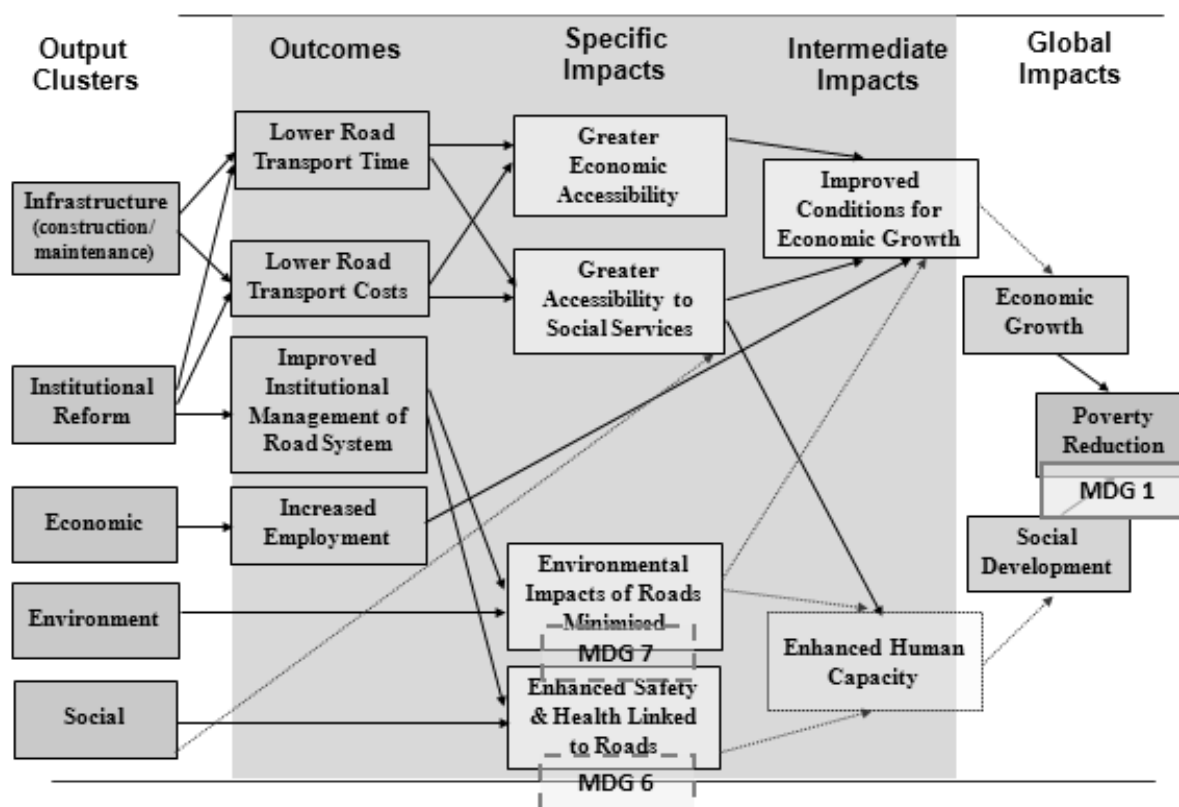 Output
Clusters
Outcomes
Specific
Impacts
Intermediate
Impacts
Global
Impacts
Infrastructure
(construction/
maintenance)
Institutional
Reform
Economic
Environment
Social
Lower Road
Transport Time
Lower Road
Transport Costs
Improved
Institutional
Management of
Road System
Increased
Employment
Greater
Economic
Accessibility
Greater
Accessibility to
Social Services
Environmental
Impacts of Roads
Minimised
MDG 7
Enhanced Safety
& Health Linked
to Roads
MDG 6
Improved
Conditions for
Economic Growth
Enhanced Human
Capacity
Economic
Growth
Poverty
Reduction
MDG 1
Social
Development